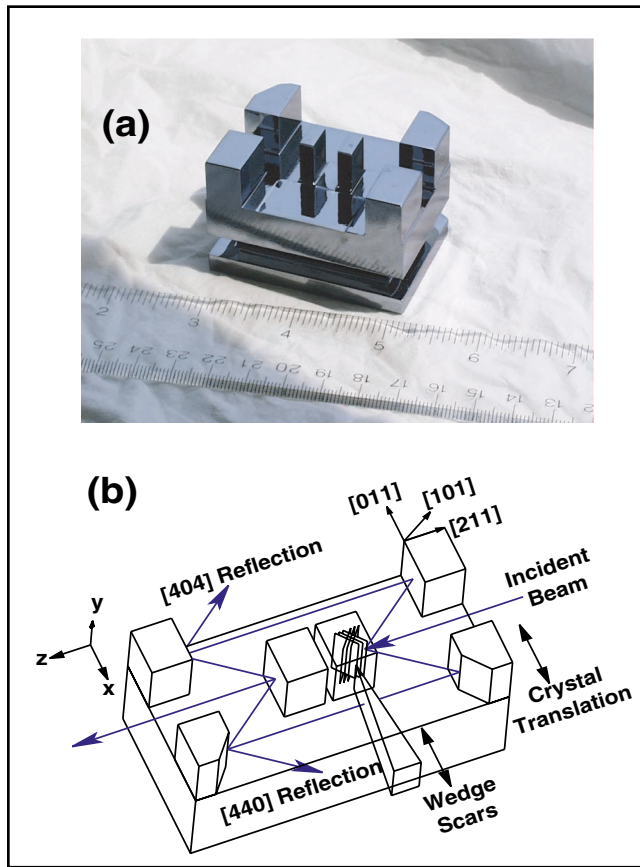 (a)
2 3 4 5 6 7
25 24 23 22 21 20 19 18 17 16 15 14 13
(b)
[011]
[101]
[211]
[404] Reflection
Incident
Beam
y
z
x
Crystal
Translation
[440] Reflection
Wedge
Scars